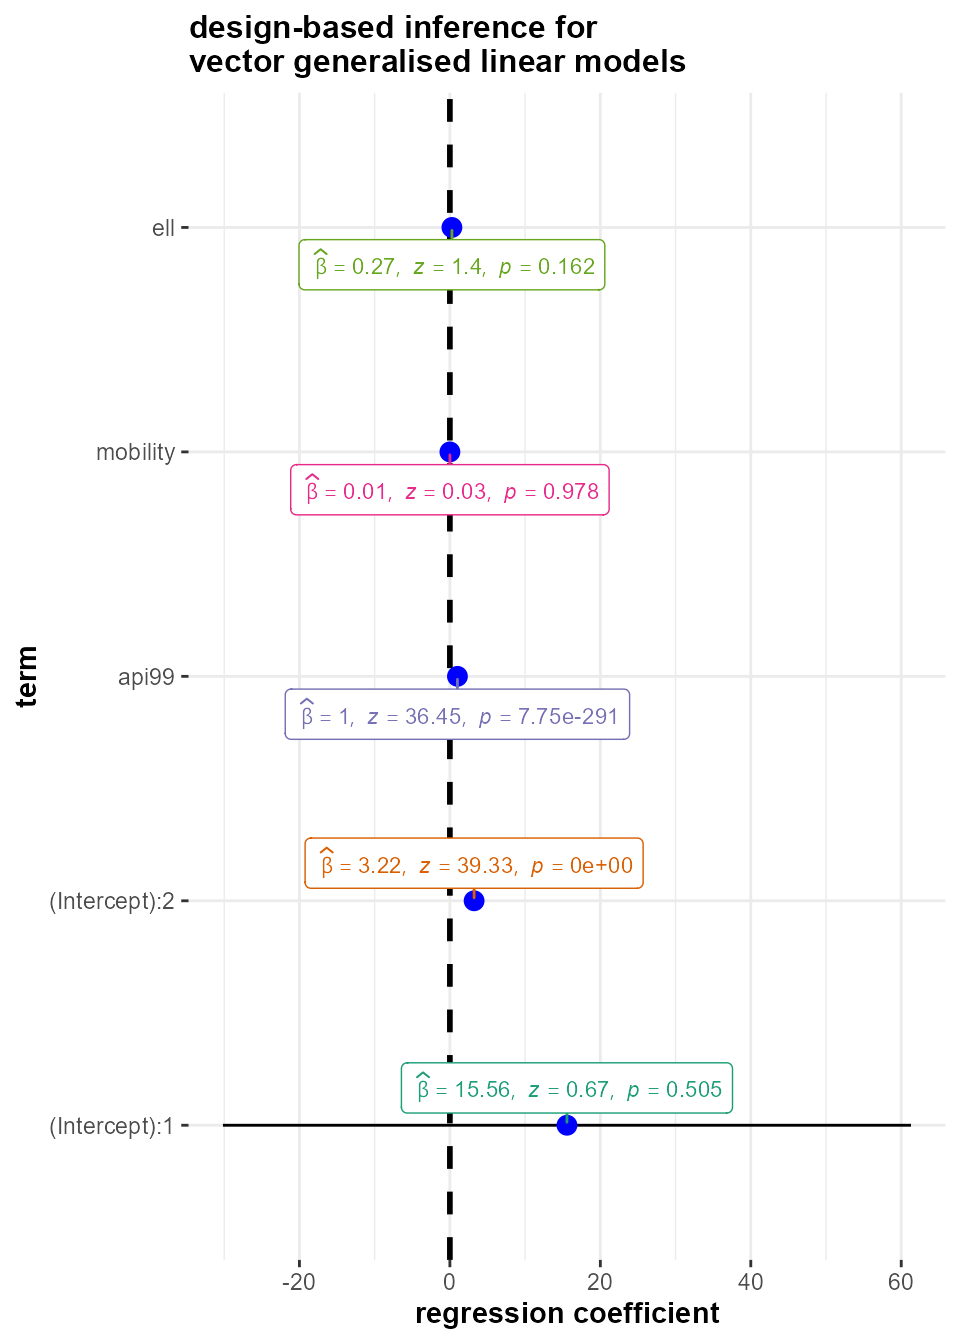 design-based inference for
vector generalised linear models
term
ell
β̂ = 0.27, z = 1.4, p = 0.162
mobility
β̂ = 0.01, z = 0.03, p = 0.978
api99
β̂ = 1, z = 36.45, p = 7.75e-291
β̂ = 3.22, z = 39.33, p = 0e+00
(Intercept):2
β̂ = 15.56, z = 0.67, p = 0.505
(Intercept):1
-20 0 20 40 60
regression coefficient